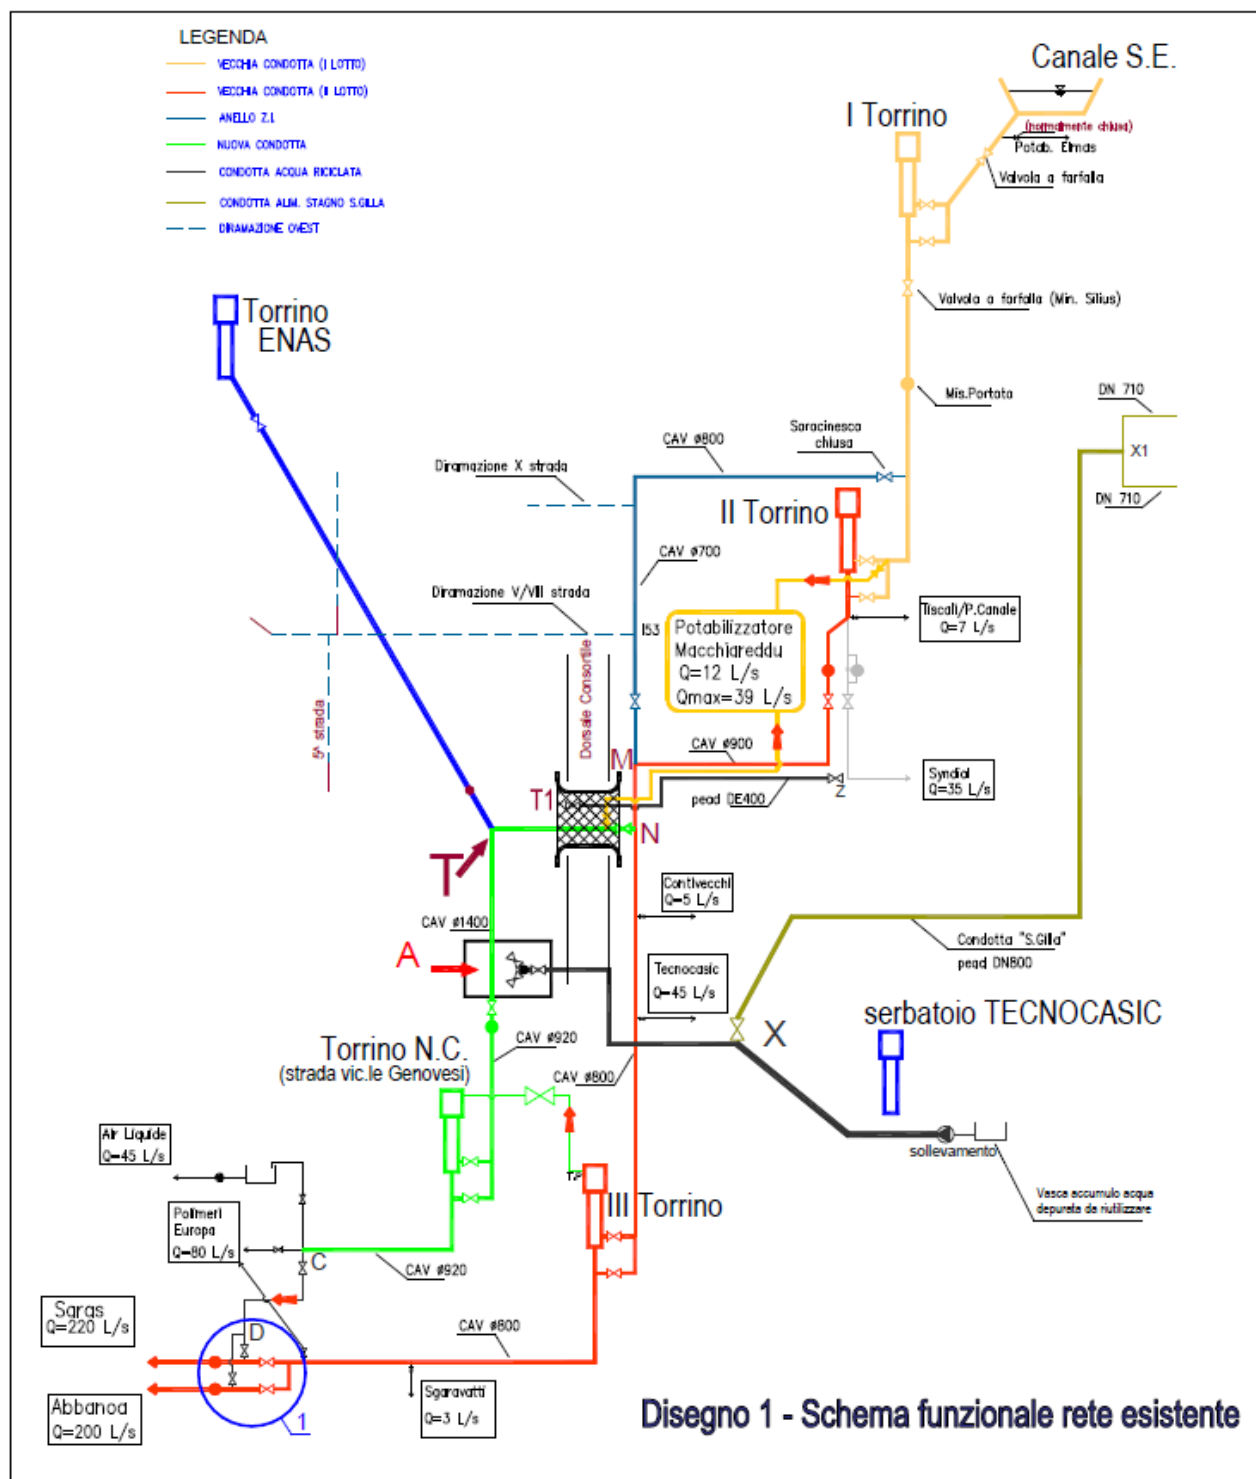 LEGENDA
VECCHIA CONDOTTA (I LOTTO)
VECCHIA CONDOTTA (II LOTTO)
ANELLO Z.I.
NUOVA CONDOTTA
CONDOTTA ACQUA RICICLATA
CONDOTTA ALIM. STAGNO S.GILLA
DIRAMAZIONE OVEST
Canale S.E.
I Torrino
(normalmente chiusa)
Potab. Elmas
Valvola a farfalla
Torrino
ENAS
Valvola a farfalla (Min. Silius)
Mis.Portata
DN 710
X1
DN 710
Saracinesca
chiusa
CAV ø800
Diramazione X strada
II Torrino
CAV ø700
Diramazione V/VIII strada
I53
Potabilizzatore
Macchiareddu
Q=12 L/s
Qmax=39 L/s
Tiscali/P.Canale
Q=7 L/s
5^ strada
Dorsale Consortile
M
CAV ø900
T1
pead DE400
Z
Syndial
Q=35 L/s
N
T
Contivecchi
Q=5 L/s
CAV ø1400
A
Tecnocasic
Q=45 L/s
Condotta "S.Gilla"
pead DN800
serbatoio TECNOCASIC
X
Torrino N.C.
(strada vic.le Genovesi)
CAV ø920
CAV ø800
Air Liquide
Q=45 L/s
sollevamento
Vasca accumulo acqua
depurata da riutilizzare
III Torrino
Polimeri
Europa
Q=80 L/s
C
CAV ø920
Saras
Q=220 L/s
D
CAV ø800
Abbanoa
Q=200 L/s
1
Sgaravatti
Q=3 L/s
Disegno 1 - Schema funzionale rete esistente